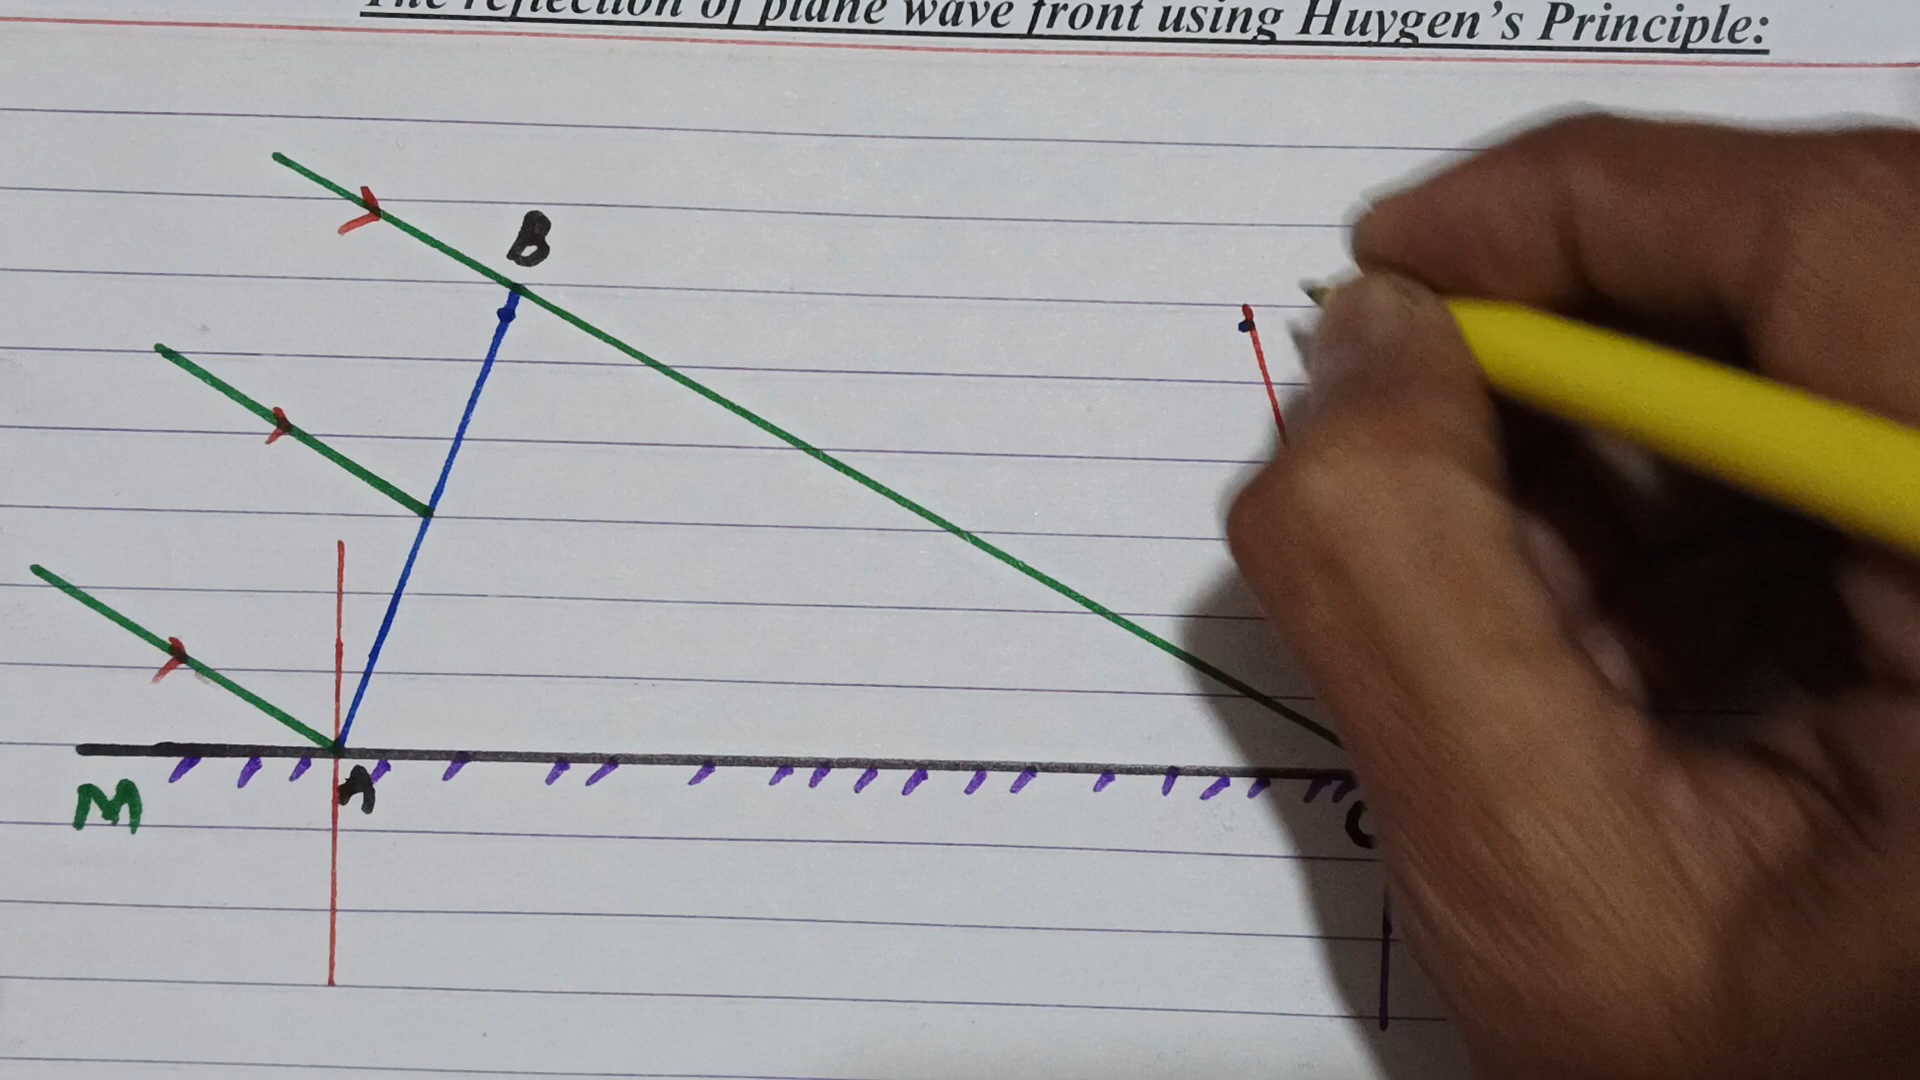 The reflection of plane wave front using Huygen's Principle:
B
M
A
C